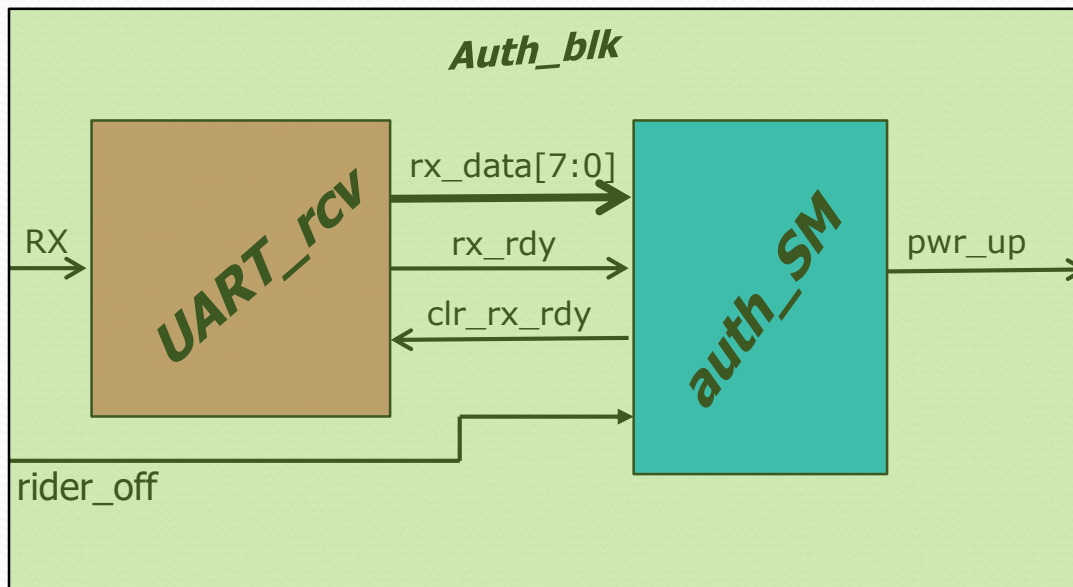 Auth_blk
rx_data[7:0]
RX
UART_rcv
rx_rdy
auth_SM
pwr_up
clr_rx_rdy
rider_off